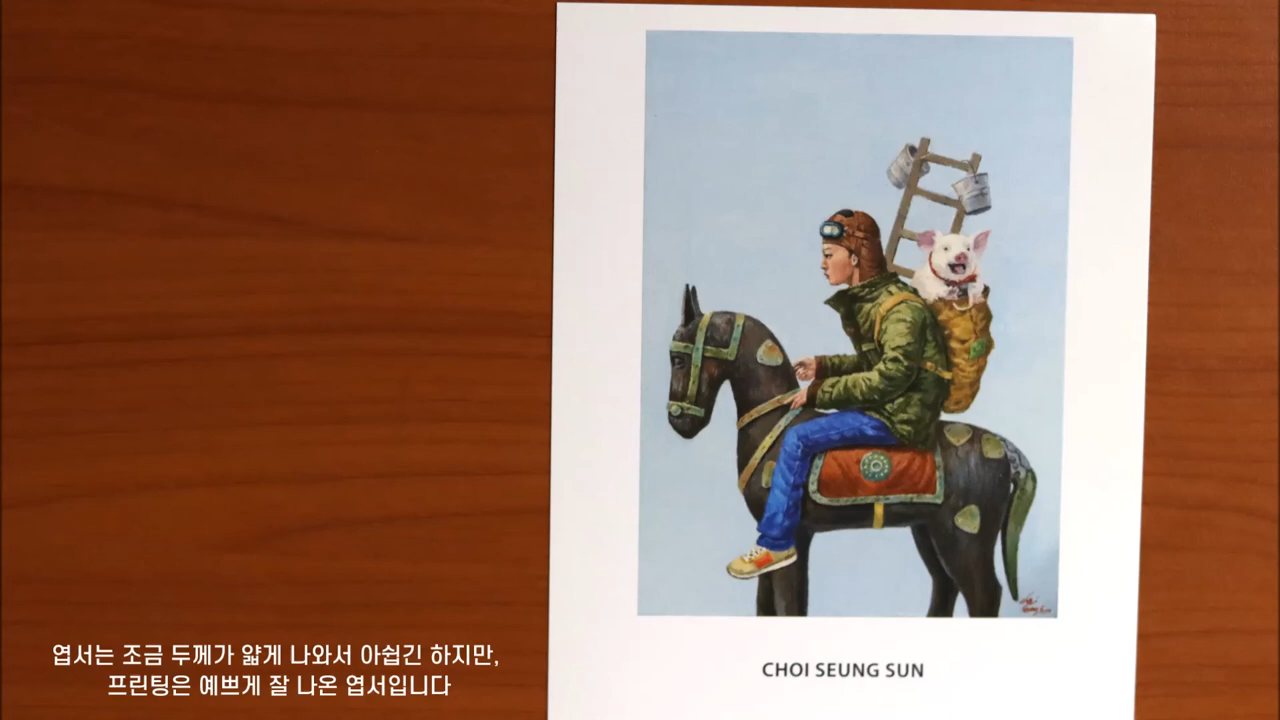 CHOI SEUNG SUN
엽서는 조금 두께가 얇게 나와서 아쉽긴 하지만,
프린팅은 예쁘게 잘 나온 엽서입니다